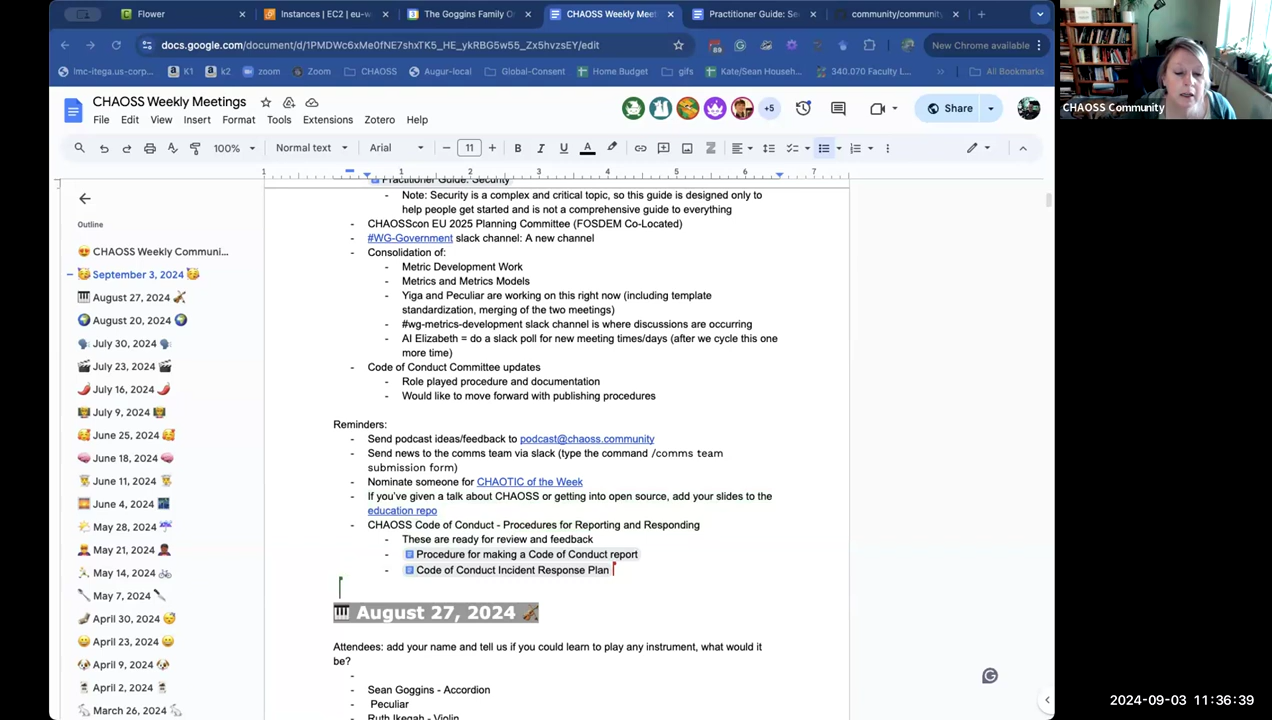 Flower
Instances | EC2 | eu-w
The Goggins Family O
CHAOSS Weekly Meet
Practitioner Guide: Se
community/community
docs.google.com/document/d/1PMDWc6xMe0fNE7shxTK5_HE_ykRBG5w55_Zx5hvzsEY/edit
New Chrome available
lmc-itega.us-corp...
K1
k2
zoom
Zoom
CHAOSS
Augur-local
Global-Consent
Home.Budget
gifs
Kate/Sean Househ...
340.070 Faculty L...
All Bookmarks
CHAOSS Weekly Meetings
File Edit View Insert Format Tools Extensions Zotero Help
+5
Share
100%
Normal text
Arial
11
1 1 2 3 4 5 6 7
Outline
CHAOSS Weekly Communi...
September 3, 2024
August 27, 2024
August 20, 2024
July 30, 2024
July 23, 2024
July 16, 2024
July 9, 2024
June 25, 2024
June 18, 2024
June 11, 2024
June 4, 2024
May 28, 2024
May 21, 2024
May 14, 2024
May 7, 2024
April 30, 2024
April 23, 2024
April 9, 2024
April 2, 2024
March 26, 2024
Practitioner Guide: Security
- Note: Security is a complex and critical topic, so this guide is designed only to
help people get started and is not a comprehensive guide to everything
- CHAOSScon EU 2025 Planning Committee (FOSDEM Co-Located)
- #WG-Government slack channel: A new channel
- Consolidation of:
- Metric Development Work
- Metrics and Metrics Models
- Yiga and Peculiar are working on this right now (including template
standardization, merging of the two meetings)
- #wg-metrics-development slack channel is where discussions are occurring
- AI Elizabeth = do a slack poll for new meeting times/days (after we cycle this one
more time)
- Code of Conduct Committee updates
- Role played procedure and documentation
- Would like to move forward with publishing procedures
Reminders:
- Send podcast ideas/feedback to podcast@chaoss.community
- Send news to the comms team via slack (type the command /comms team
submission form)
- Nominate someone for CHAOTIC of the Week
- If you've given a talk about CHAOSS or getting into open source, add your slides to the
education repo
- CHAOSS Code of Conduct - Procedures for Reporting and Responding
- These are ready for review and feedback
- Procedure for making a Code of Conduct report
- Code of Conduct Incident Response Plan
August 27, 2024
Attendees: add your name and tell us if you could learn to play any instrument, what would it
be?
-
- Sean Goggins - Accordion
- Peculiar
- Ruth Ikegah - Violin
CHAOSS Community
2024-09-03 11:36:39